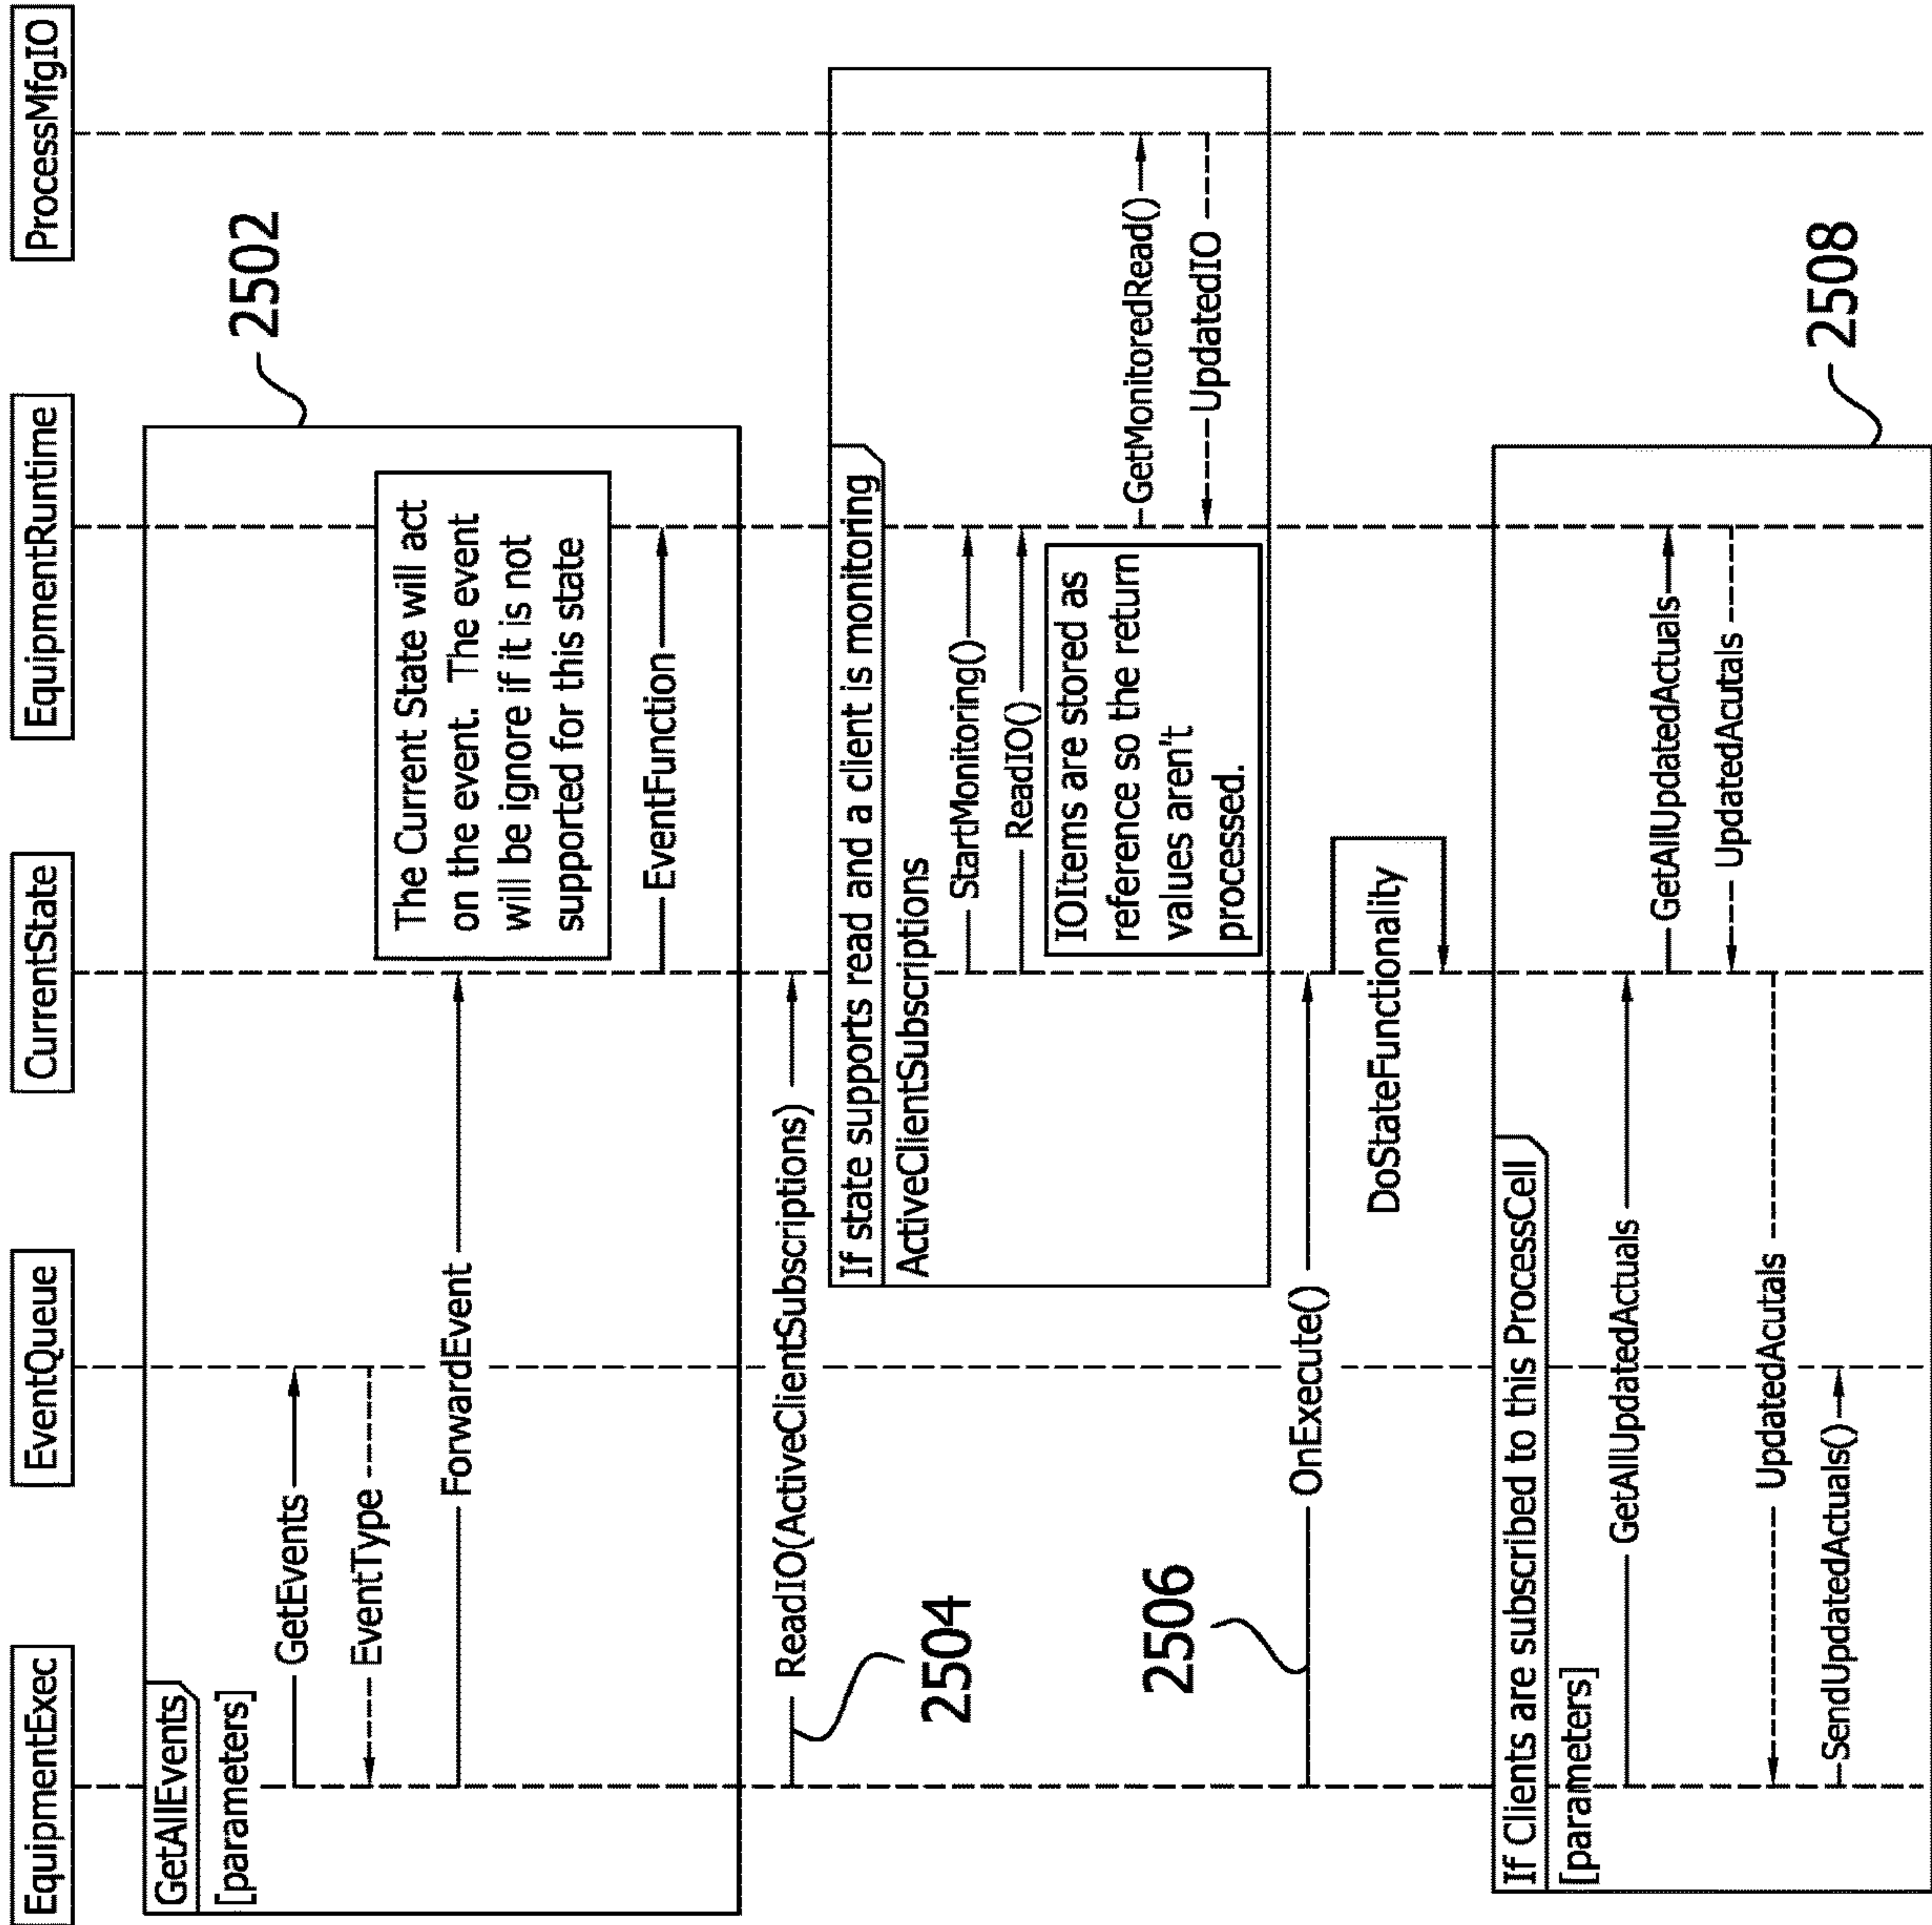 EquipmentExec
EventQueue
CurrentState
EquipmentRuntime
ProcessMfgIO
GetAllEvents
[parameters]
2502
GetEvents
EventType
ForwardEvent
The Current State will act
on the event. The event
will be ignore if it is not
supported for this state
EventFunction
ReadIO(ActiveClientSubscriptions)
2504
If state supports read and a client is monitoring
ActiveClientSubscriptions
StartMonitoring()
ReadIO()
IOItems are stored as
reference so the return
values aren't
processed.
GetMonitoredRead()
UpdatedIO
2506
OnExecute()
DoStateFunctionality
If Clients are subscribed to this ProcessCell
[parameters]
2508
GetAllUpdatedActuals
GetAllUpdatedActuals
UpdatedAcutals
UpdatedAcutals
SendUpdatedActuals()